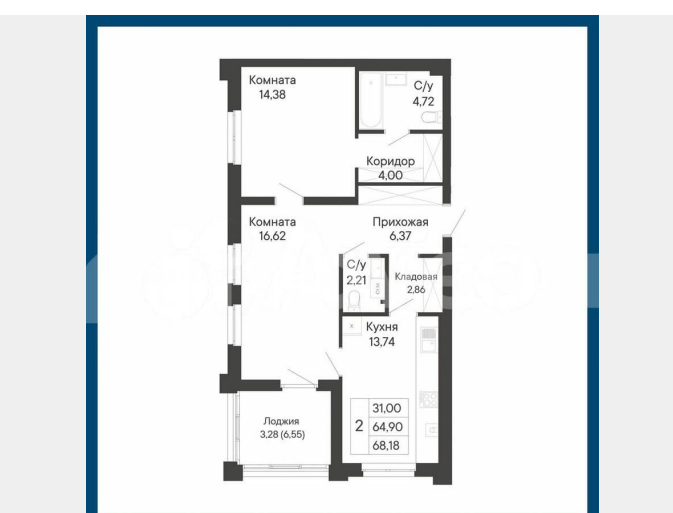 Комната
14,38
С/у
4,72
Коридор
4,00
Комната
16,62
Прихожая
6,37
С/у
2,21
Кладовая
2,86
Кухня
13,74
Лоджия
3,28 (6,55)
2
31,00
64,90
68,18